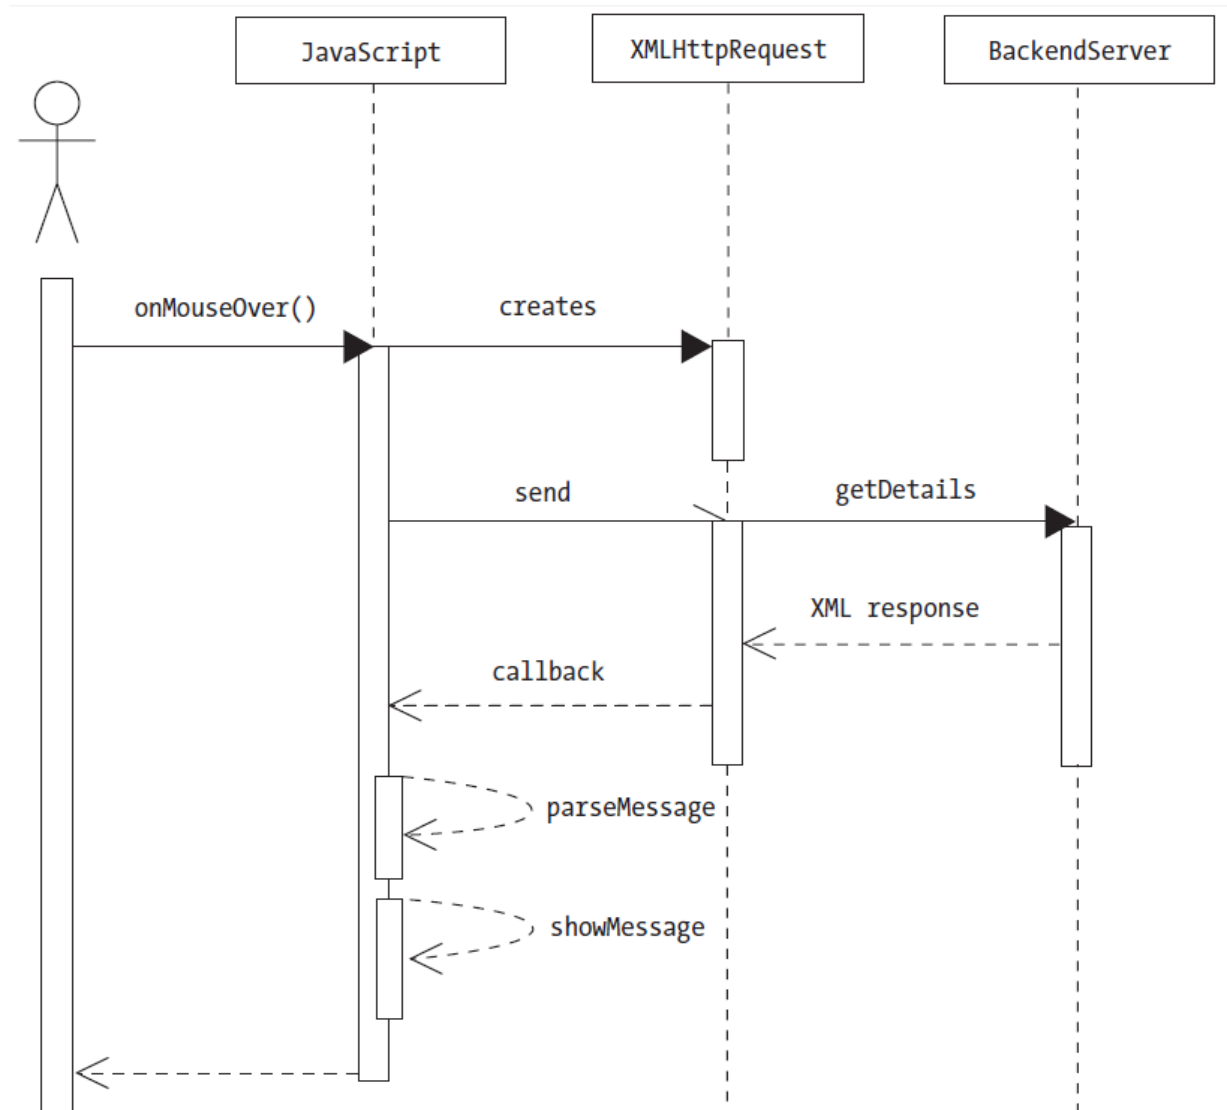 JavaScript
XMLHttpRequest
BackendServer
onMouseOver()
creates
send
getDetails
XML response
callback
parseMessage
showMessage